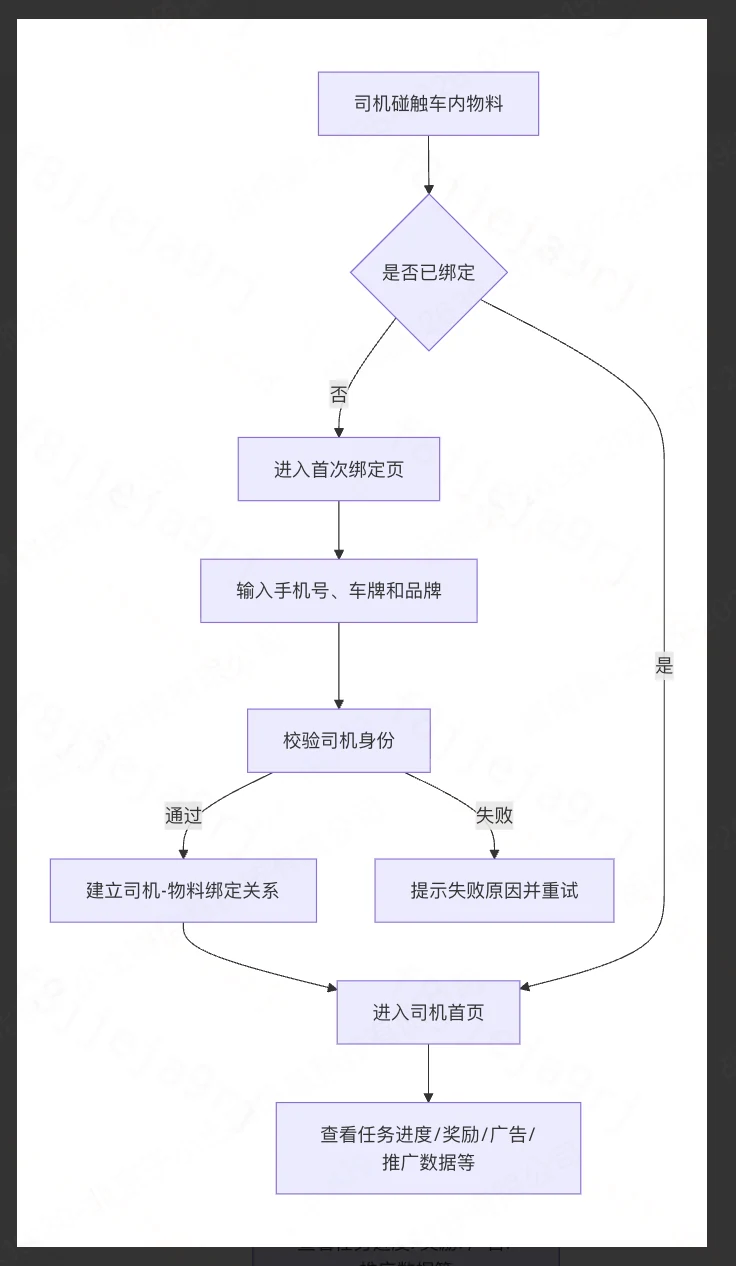 司机碰触车内物料
是否已绑定
否
进入首次绑定页
输入手机号、车牌和品牌
是
校验司机身份
通过
失败
建立司机-物料绑定关系
提示失败原因并重试
进入司机首页
查看任务进度/奖励/广告/
推广数据等